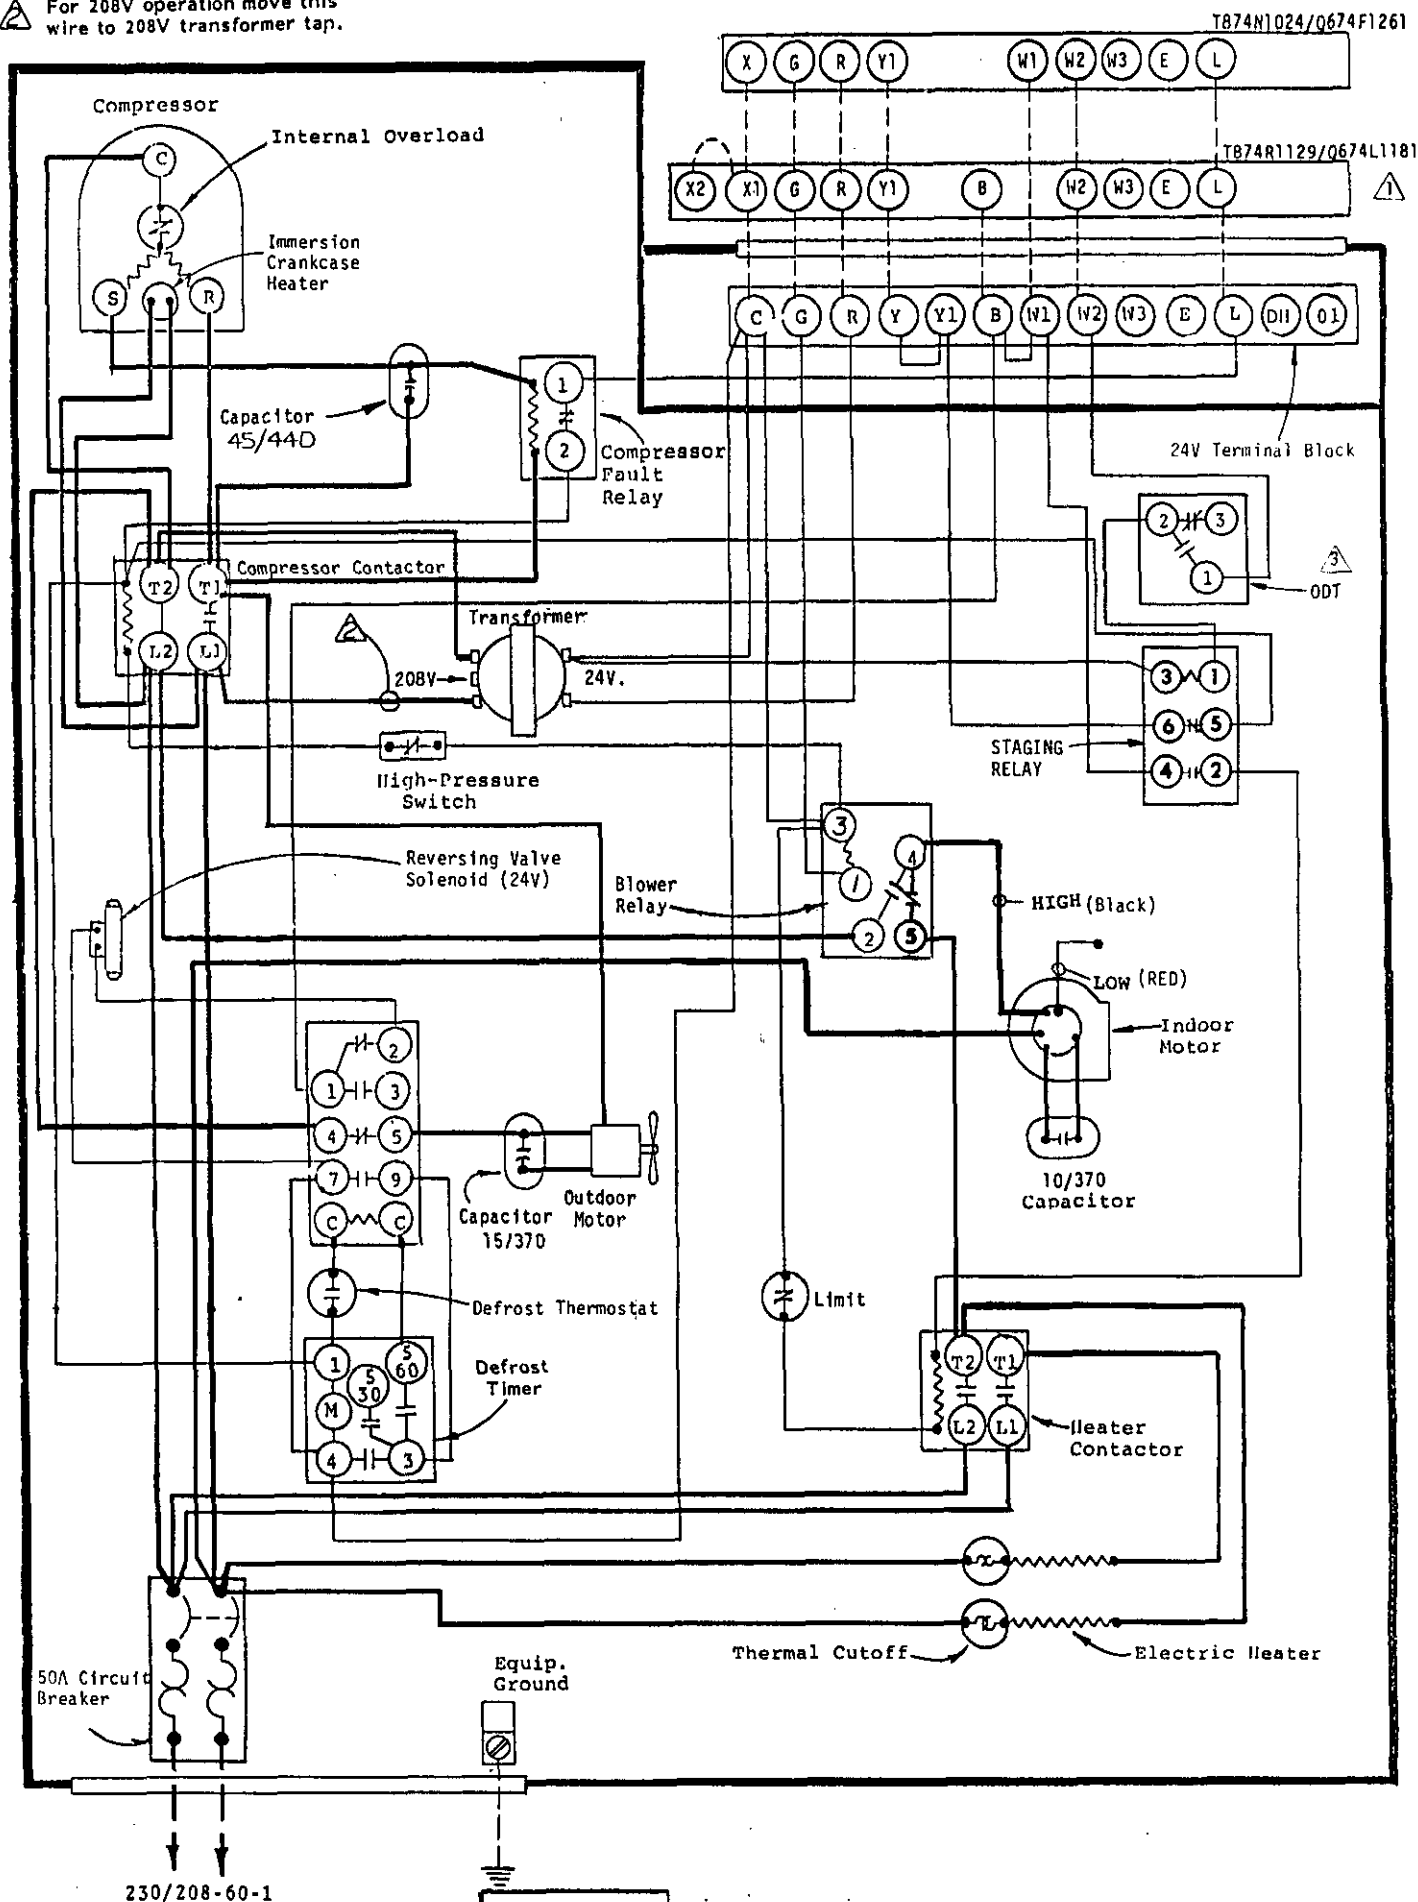 2 For 208V operation move this
wire to 208V transformer tap.
T874N1024/Q674F1261
X G R Y1 W1 W2 W3 E L
T874R1129/Q674L1181
X2 X1 G R Y1 B W2 W3 E L
1
C G R Y Y1 B W1 W2 W3 E L DH 01
24V Terminal Block
Compressor
Internal Overload
C
Immersion
Crankcase
Heater
S R
Capacitor
45/440
1
2
Compressor
Fault
Relay
2 3
1
3
ODT
T2 T1
Compressor Contactor
L2 L1
Transformer
2
208V
24V.
3 1
6 5
4 2
STAGING
RELAY
High-Pressure
Switch
Reversing Valve
Solenoid (24V)
Blower
Relay
3
4
1
2 5
HIGH (Black)
LOW (RED)
Indoor
Motor
10/370
Capacitor
2
1 3
4 5
7 9
C C
Capacitor
15/370
Outdoor
Motor
Defrost Thermostat
Limit
1
S
60
S
30
M
4 3
Defrost
Timer
T2 T1
L2 L1
Heater
Contactor
Thermal Cutoff
Electric Heater
50A Circuit
Breaker
Equip.
Ground
230/208-60-1